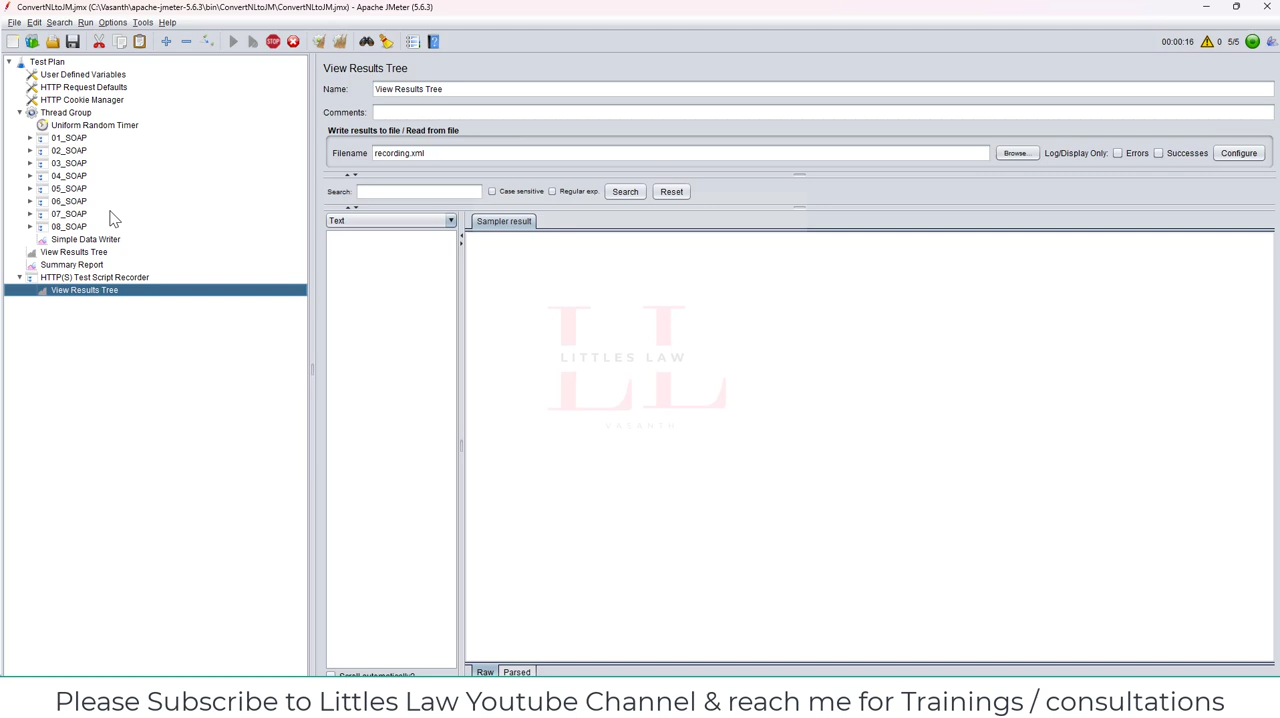 ConvertNLtoJM.jmx (C:\Vasanth\apache-jmeter-5.6.3\bin\ConvertNLtoJM\ConvertNLtoJM.jmx) - Apache JMeter (5.6.3)
File Edit Search Run Options Tools Help
00:00:16 0 5/5
Test Plan
User Defined Variables
HTTP Request Defaults
HTTP Cookie Manager
Thread Group
Uniform Random Timer
01_SOAP
02_SOAP
03_SOAP
04_SOAP
05_SOAP
06_SOAP
07_SOAP
08_SOAP
Simple Data Writer
View Results Tree
Summary Report
HTTP(S) Test Script Recorder
View Results Tree
View Results Tree
Name: View Results Tree
Comments:
Write results to file / Read from file
Filename recording.xml Browse... Log/Display Only: Errors Successes Configure
Search: Case sensitive Regular exp. Search Reset
Text Sampler result
LL
LITTLES LAW
VASANTH
Scroll automatically?
Raw Parsed
Please Subscribe to Littles Law Youtube Channel & reach me for Trainings / consultations